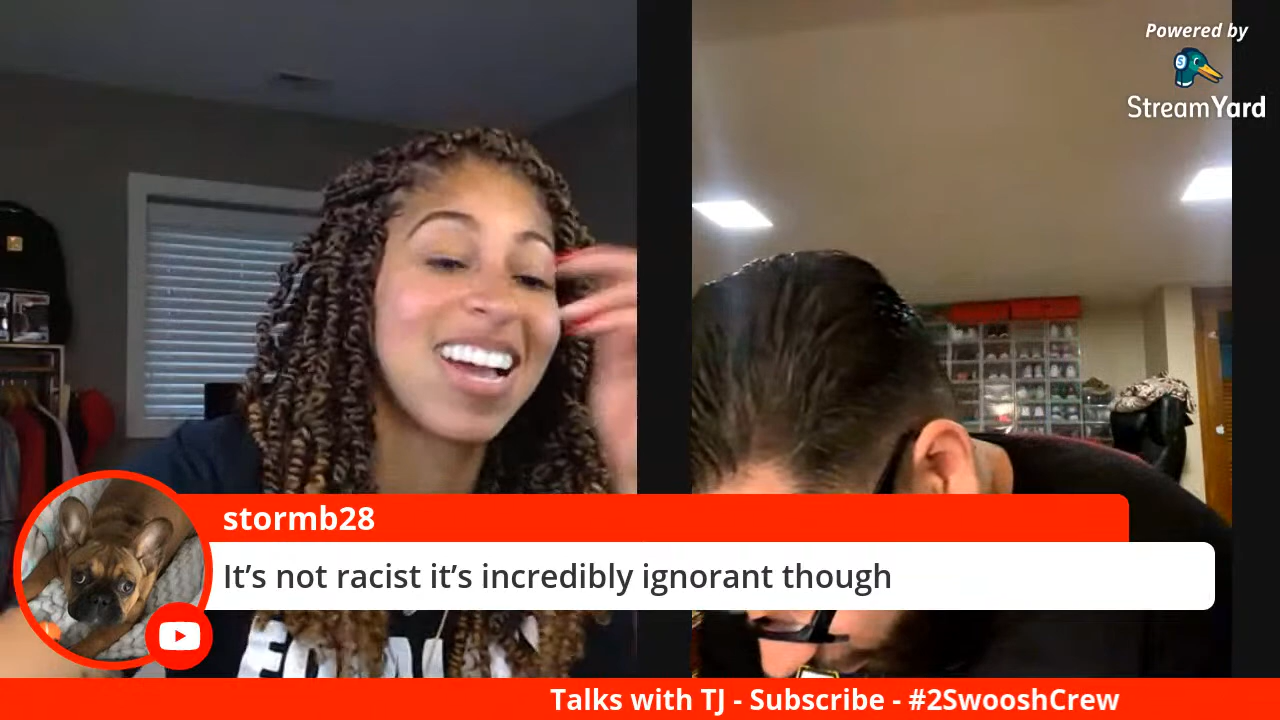 Powered by
StreamYard
stormb28
It’s not racist it’s incredibly ignorant though
Talks with TJ - Subscribe - #2SwooshCrew